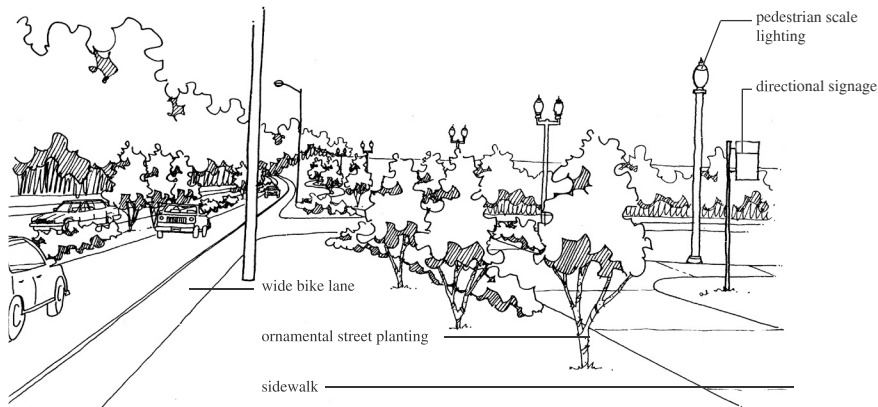 pedestrian scale
lighting
directional signage
wide bike lane
ornamental street planting
sidewalk